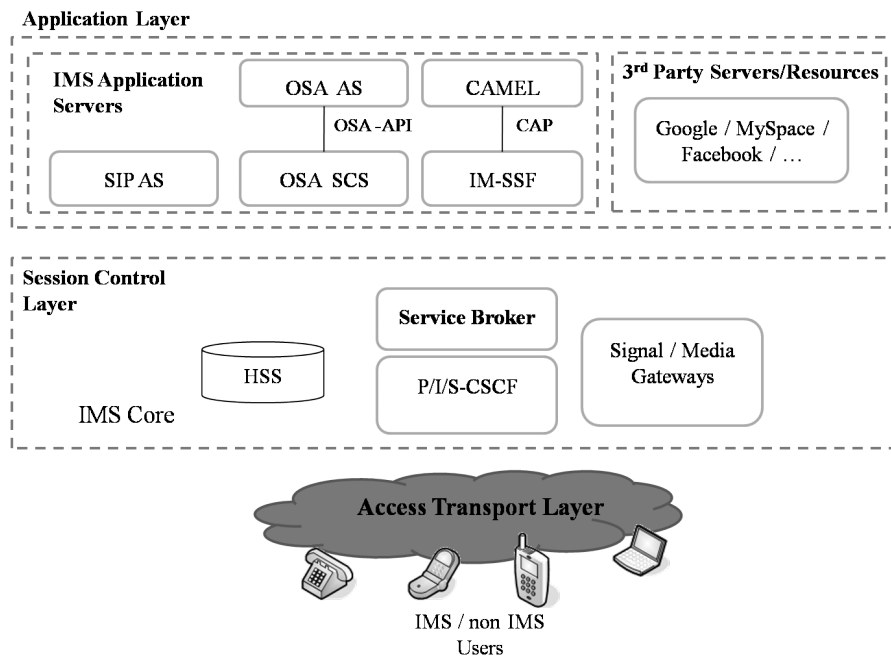 Application Layer
IMS Application
Servers
OSA AS
CAMEL
OSA -API
CAP
SIP AS
OSA SCS
IM-SSF
3rd Party Servers/Resources
Google / MySpace /
Facebook / …
Session Control
Layer
Service Broker
HSS
P/I/S-CSCF
Signal / Media
Gateways
IMS Core
Access Transport Layer
IMS / non IMS
Users